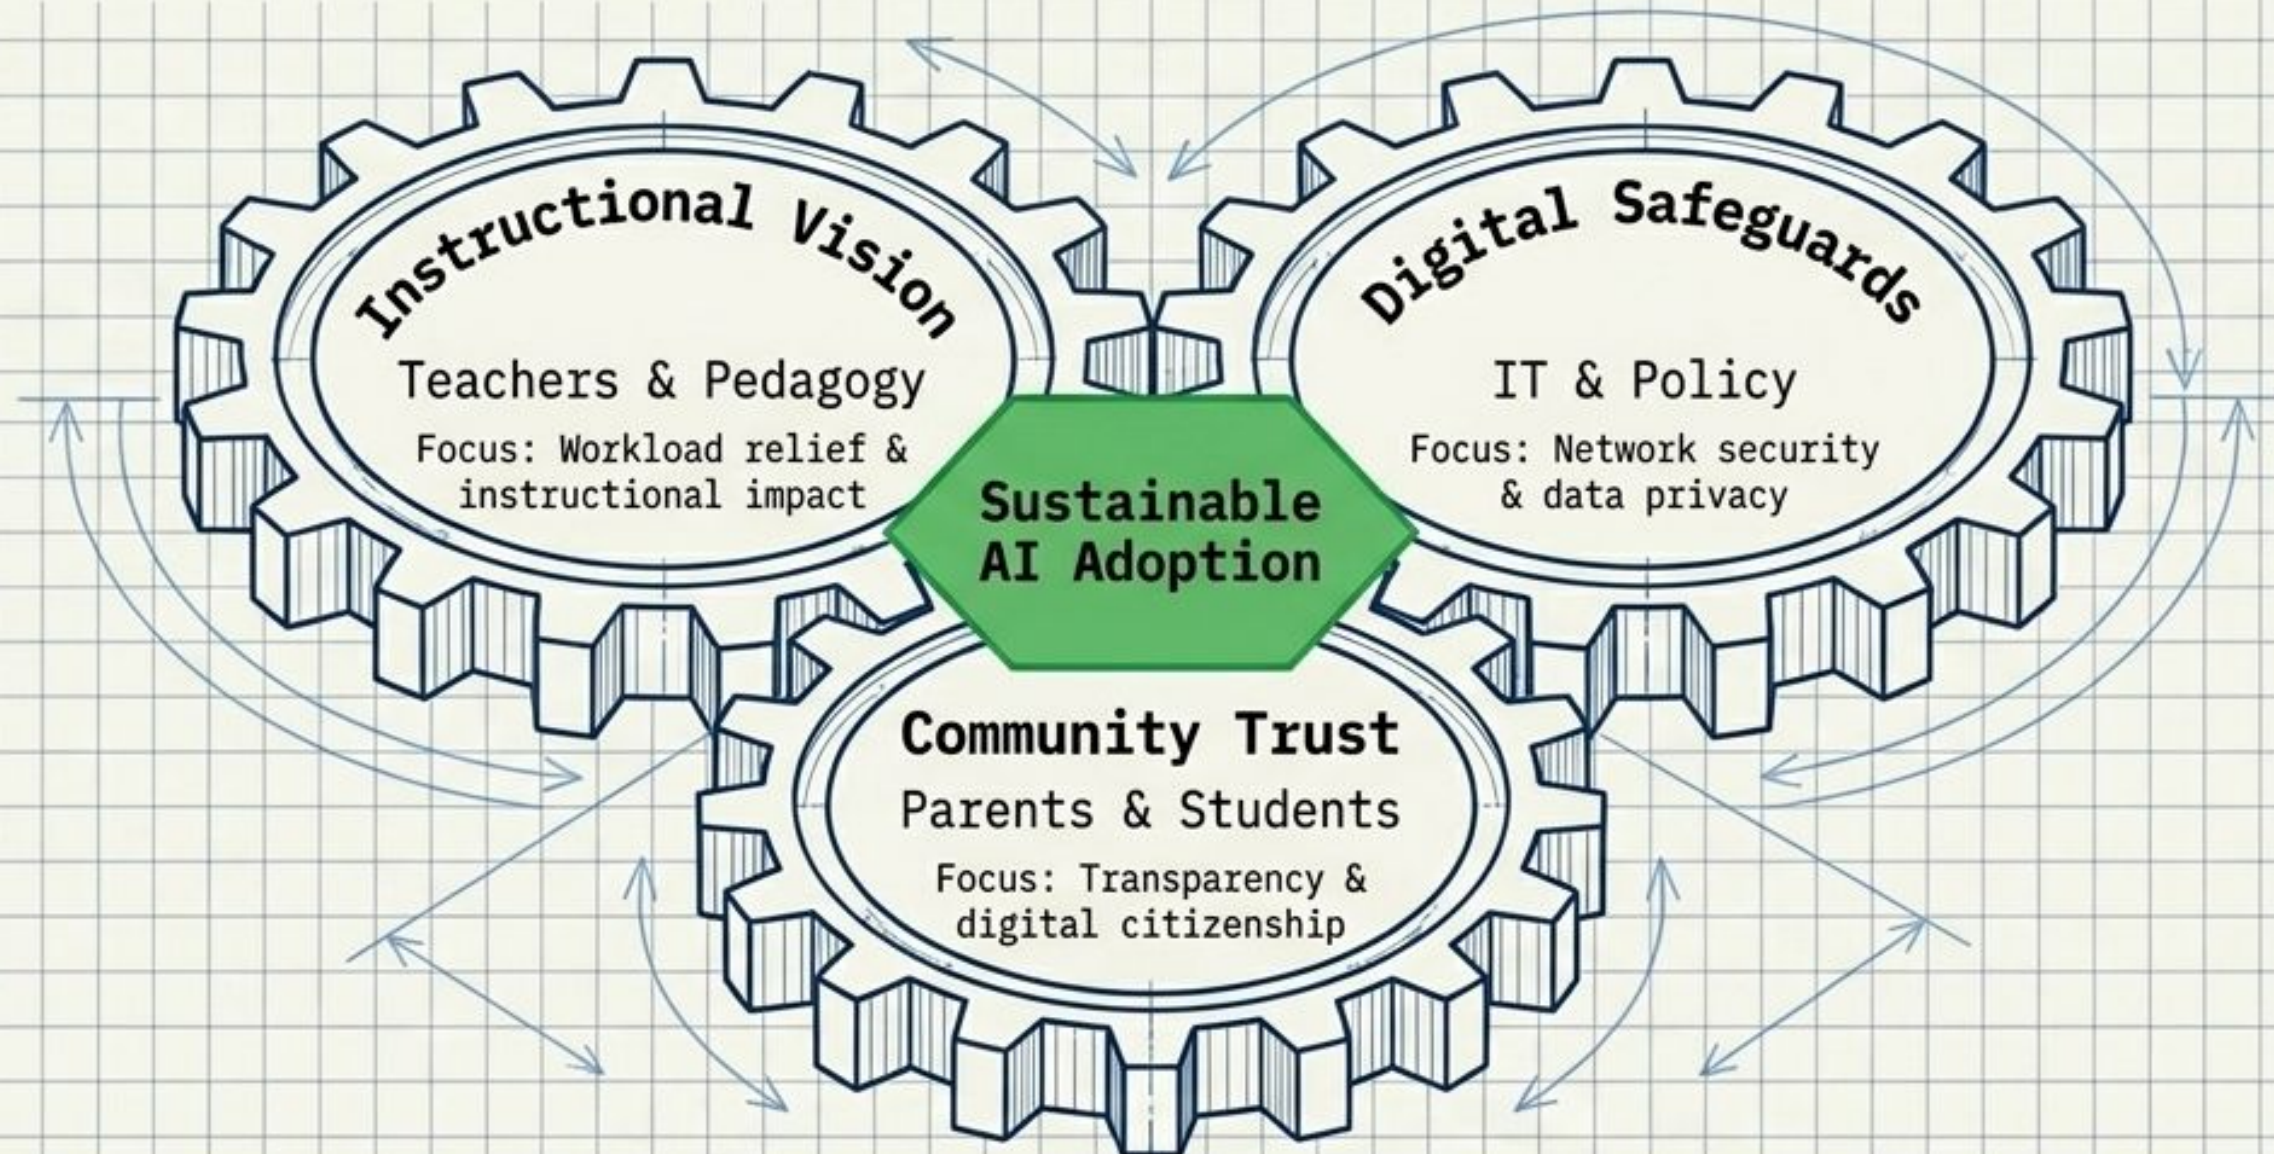 Instructional Vision
Teachers & Pedagogy
Focus: Workload relief &
instructional impact
Digital Safeguards
IT & Policy
Focus: Network security
& data privacy
Sustainable
AI Adoption
Community Trust
Parents & Students
Focus: Transparency &
digital citizenship